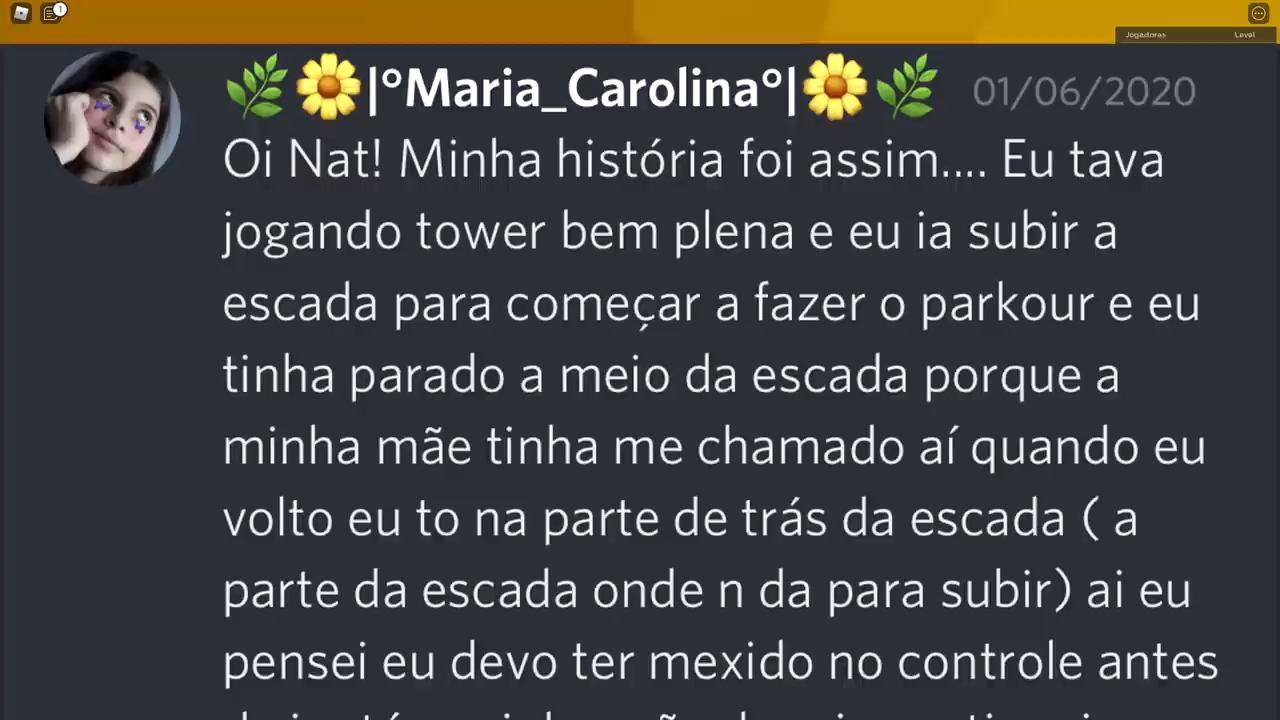 1
Jogadores Level
🌿🌼|°Maria_Carolina°|🌼🌿 01/06/2020
Oi Nat! Minha história foi assim.... Eu tava
jogando tower bem plena e eu ia subir a
escada para começar a fazer o parkour e eu
tinha parado a meio da escada porque a
minha mãe tinha me chamado aí quando eu
volto eu to na parte de trás da escada ( a
parte da escada onde n da para subir) ai eu
pensei eu devo ter mexido no controle antes